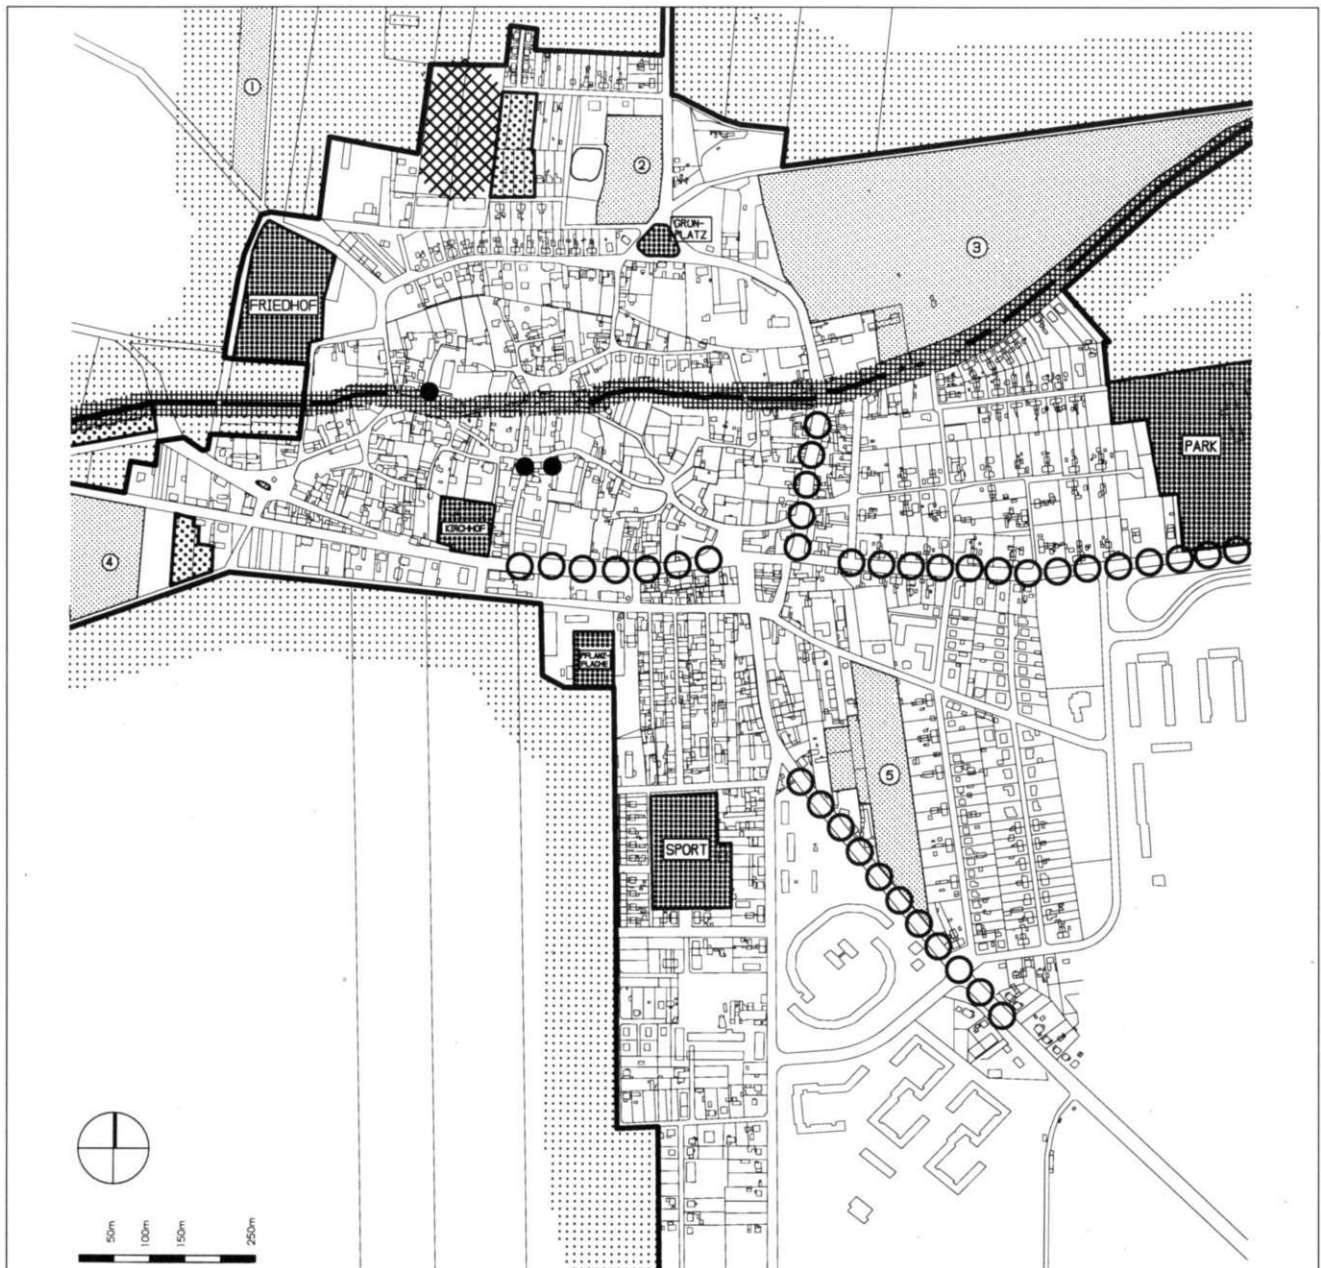 1
2
GRÜN-
PLATZ
3
FRIEDHOF
PARK
KIRCHHOF
4
PFLANZ-
FLÄCHE
5
SPORT
50m
100m
150m
250m